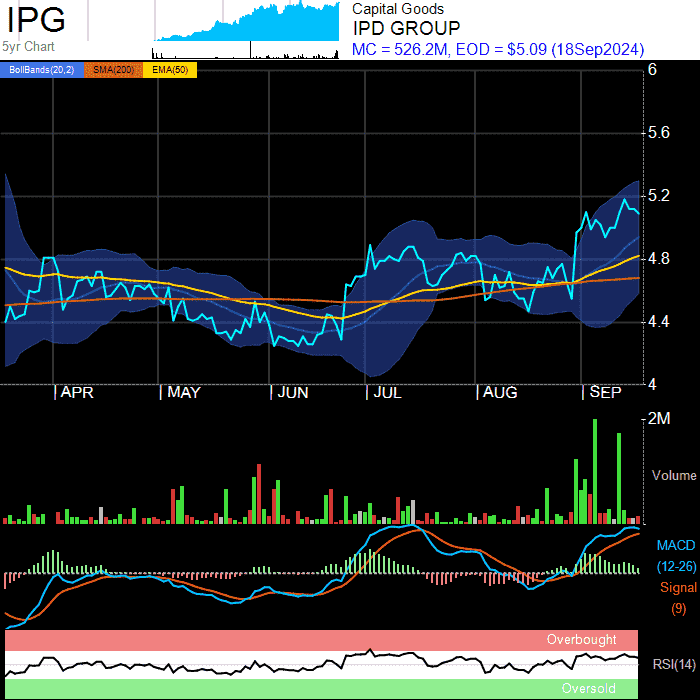 IPG
5yr Chart
Capital Goods
IPD GROUP
MC = 526.2M, EOD = $5.09 (18Sep2024)
BollBands(20,2) SMA(200) EMA(50)
6
5.6
5.2
4.8
4.4
4
APR MAY JUN JUL AUG SEP
2M
Volume
MACD
(12-26)
Signal
(9)
Overbought
RSI(14)
Oversold